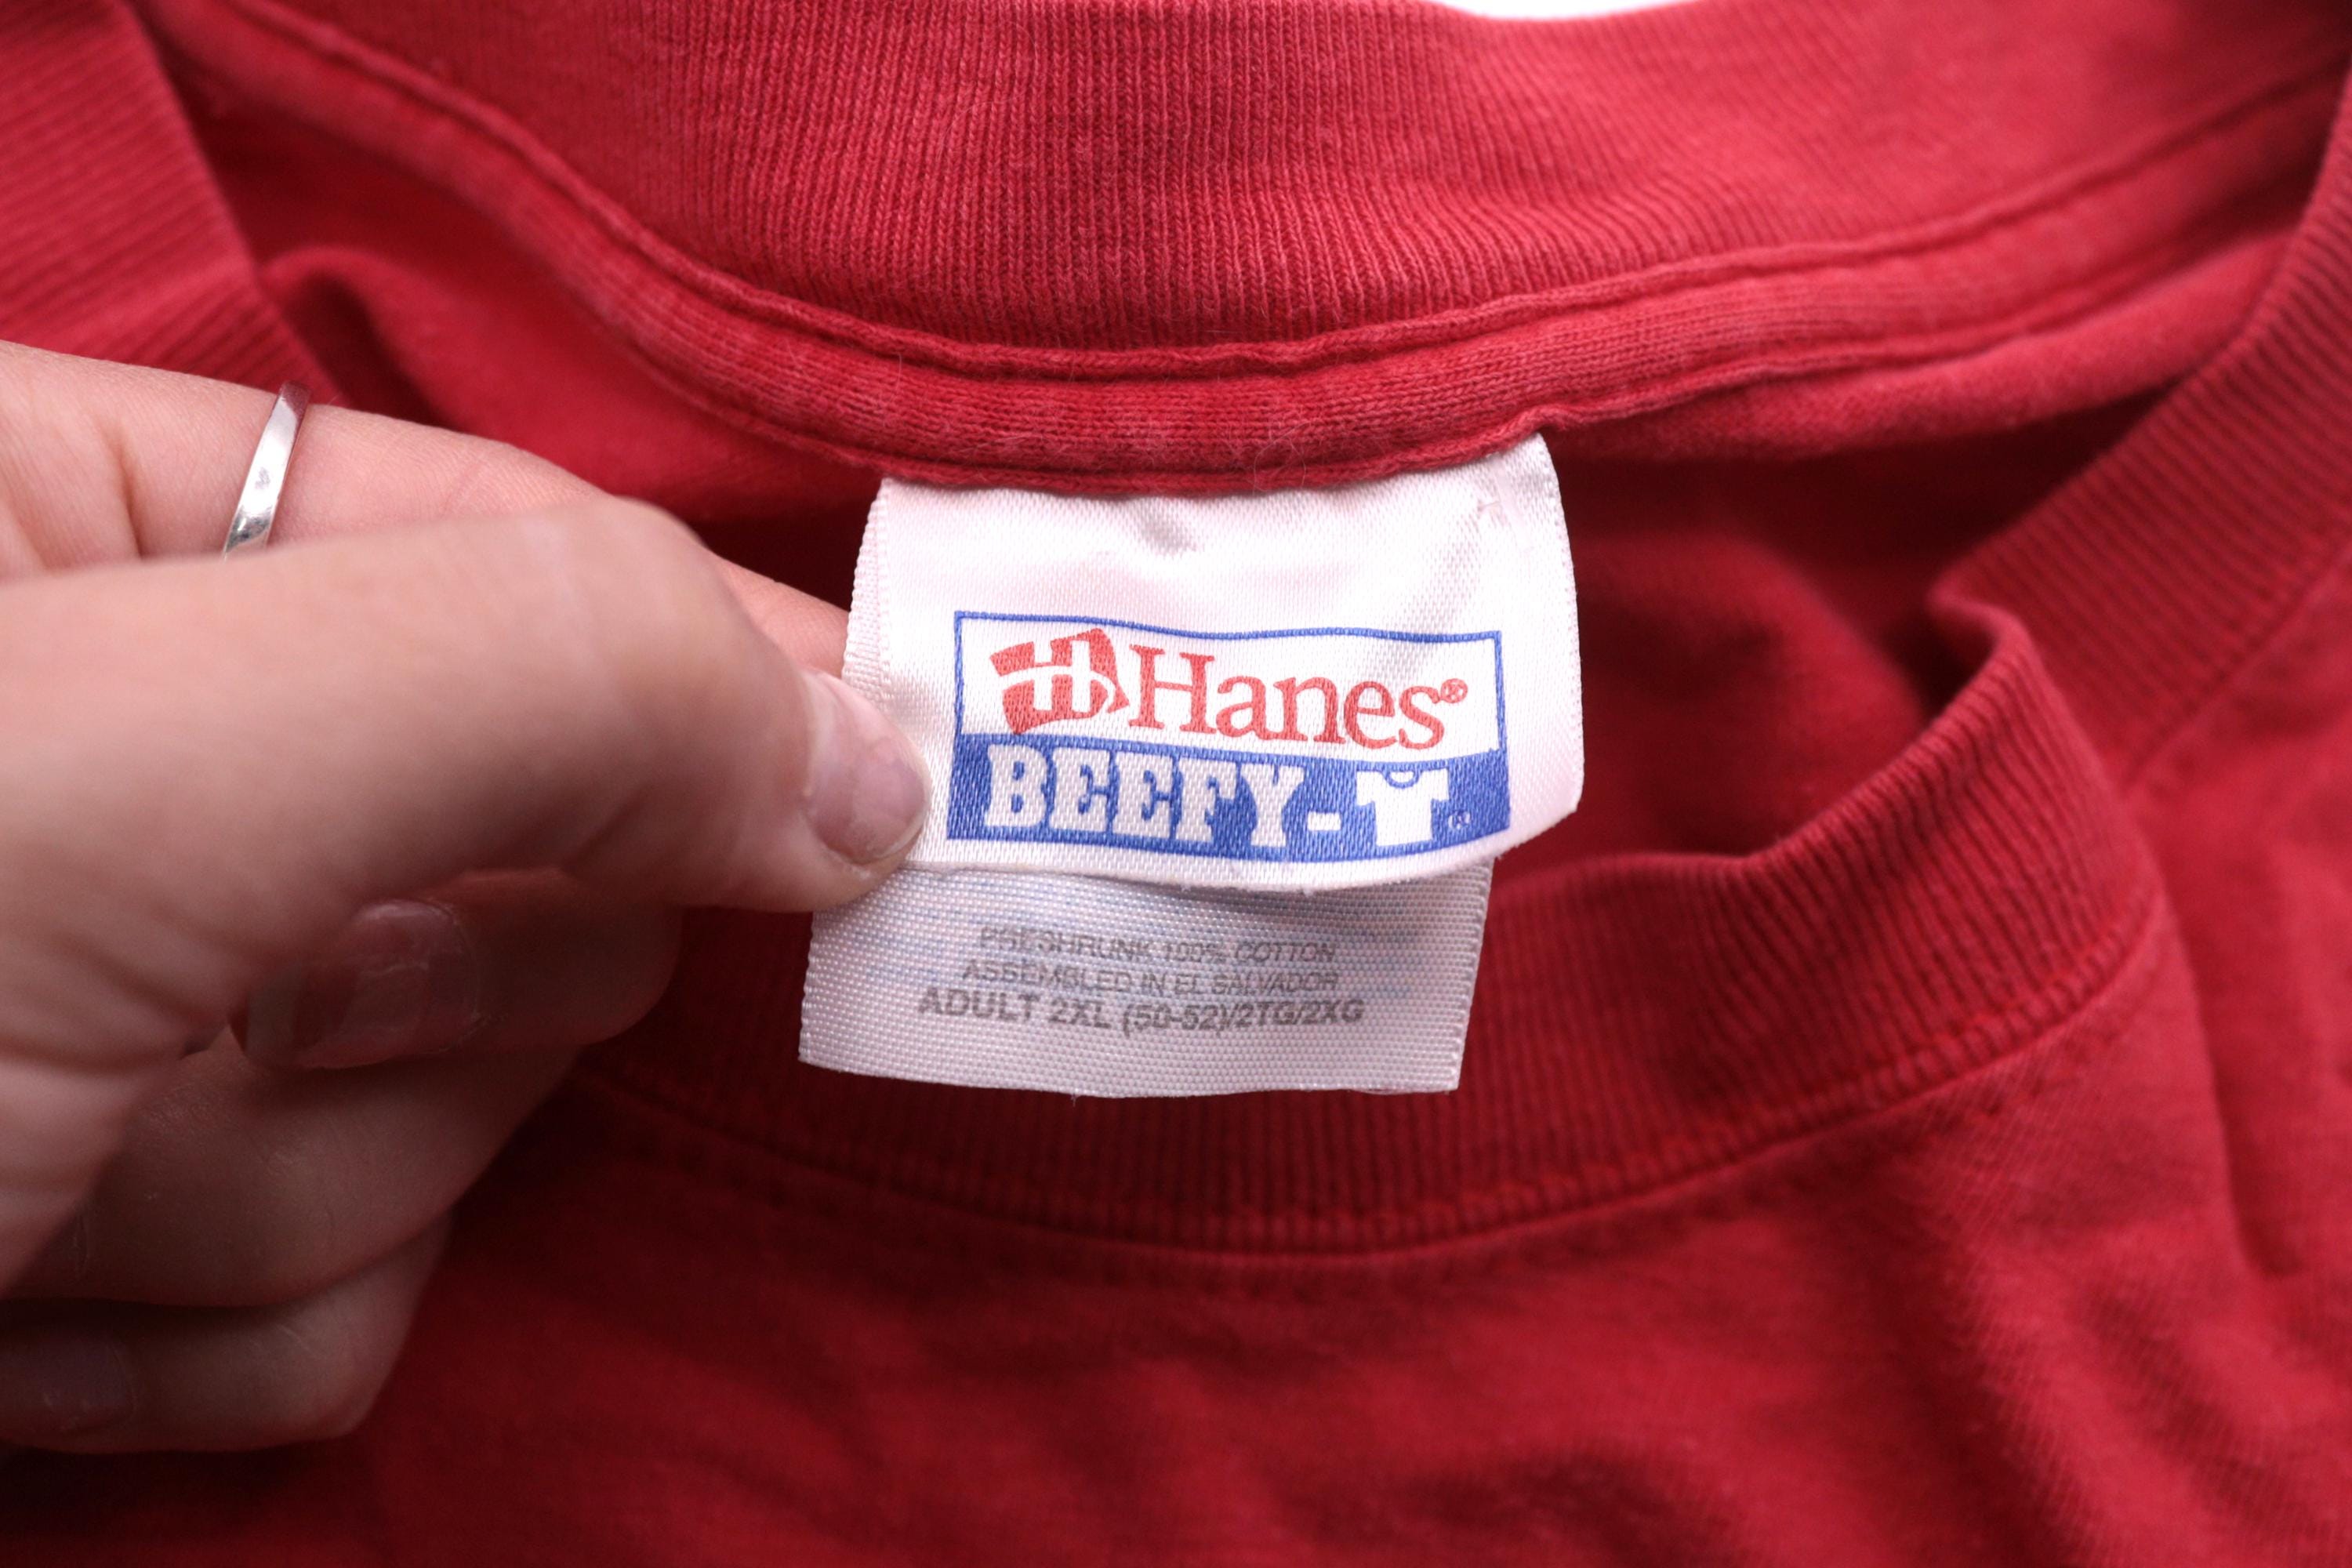 Hanes®
BEEFY-T®
PRESHRUNK 100% COTTON
ASSEMBLED IN EL SALVADOR
ADULT 2XL (50-52)/2TG/2XG